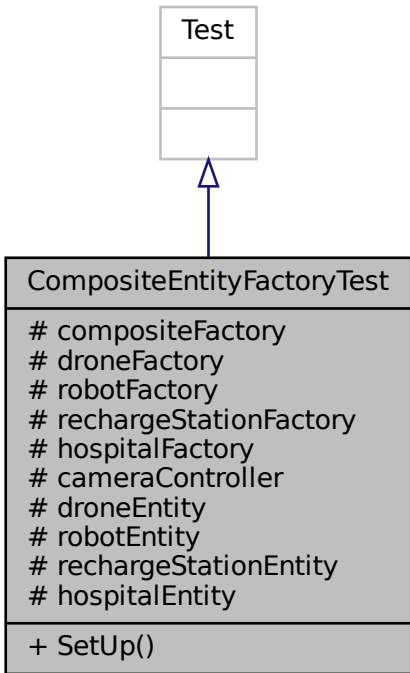 Test
CompositeEntityFactoryTest
# compositeFactory
# droneFactory
# robotFactory
# rechargeStationFactory
# hospitalFactory
# cameraController
# droneEntity
# robotEntity
# rechargeStationEntity
# hospitalEntity
+ SetUp()